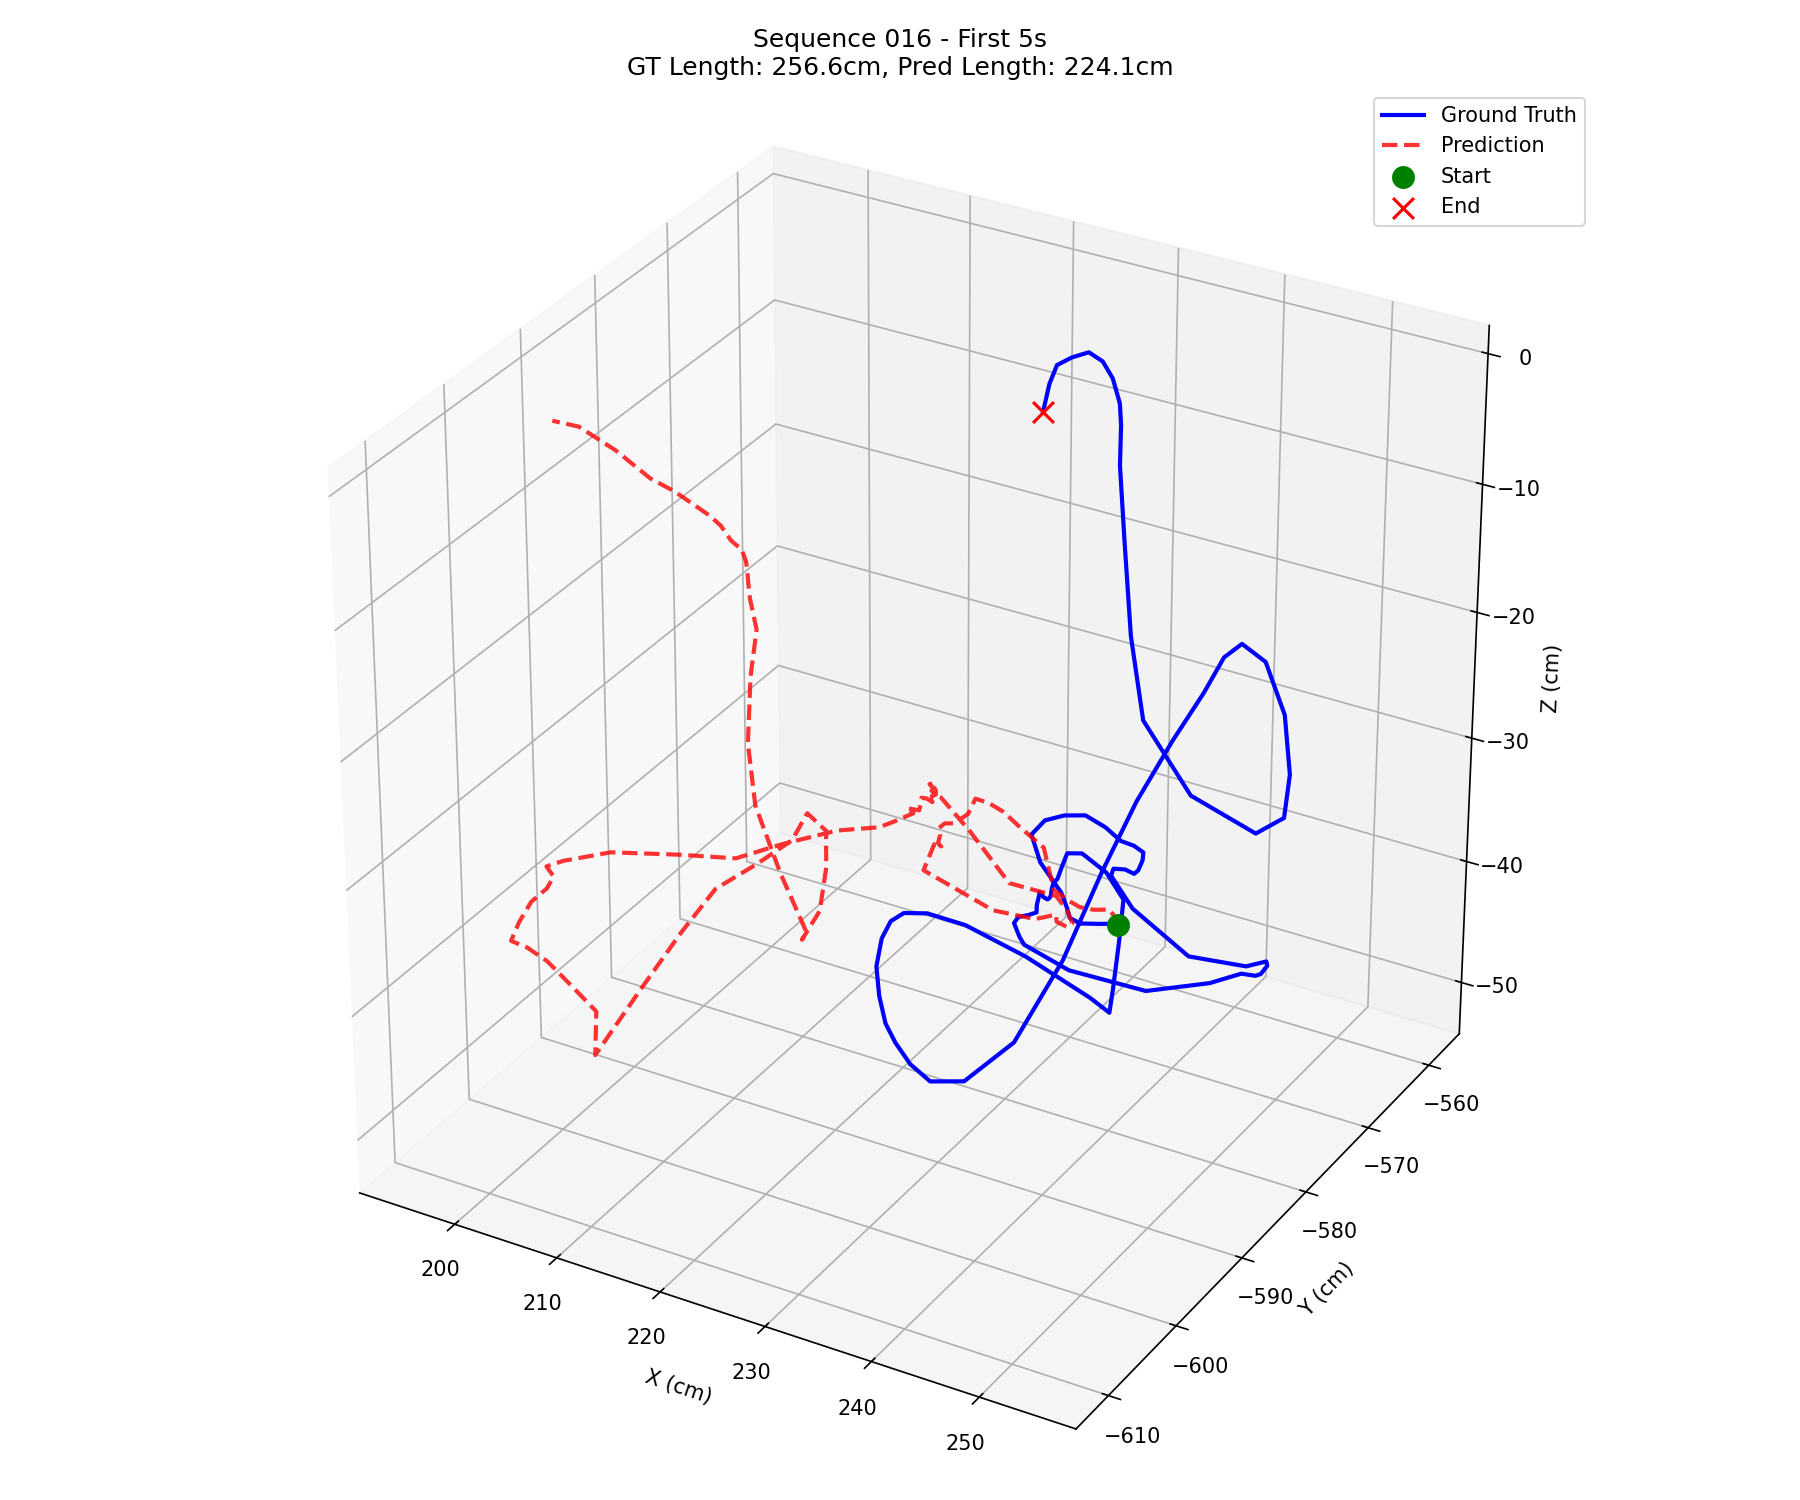 Sequence 016 - First 5s
GT Length: 256.6cm, Pred Length: 224.1cm
Ground Truth
Prediction
Start
End
0
−10
−20
−30
−40
−50
Z (cm)
−560
−570
−580
−590
−600
−610
Y (cm)
200
210
220
230
240
250
X (cm)